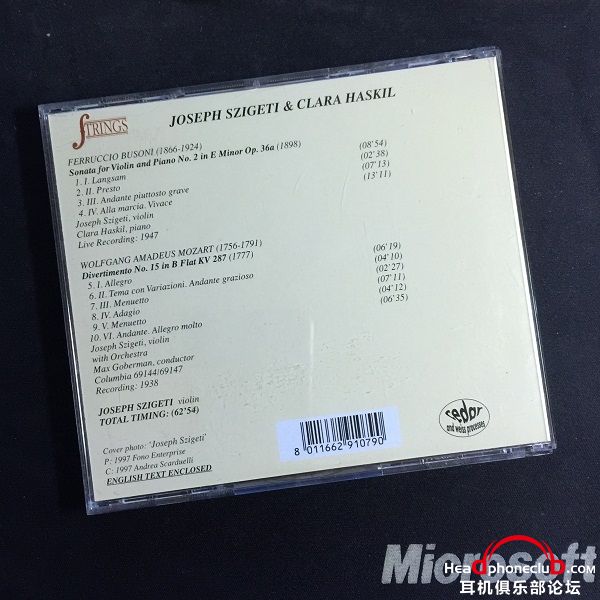 STRINGS
JOSEPH SZIGETI & CLARA HASKIL
FERRUCCIO BUSONI (1866-1924)
Sonata for Violin and Piano No. 2 in E Minor Op. 36a (1898)
1. I. Langsam (08'54)
2. II. Presto (02'38)
3. III. Andante piuttosto grave (07'13)
4. IV. Alla marcia. Vivace (13'11)
Joseph Szigeti, violin
Clara Haskil, piano
Live Recording: 1947
WOLFGANG AMADEUS MOZART (1756-1791)
Divertimento No. 15 in B Flat KV 287 (1777)
5. I. Allegro (06'19)
6. II. Tema con Variazioni. Andante grazioso (04'10)
7. III. Menuetto (02'27)
8. IV. Adagio (07'11)
9. V. Menuetto (04'12)
10. VI. Andante. Allegro molto (06'35)
Joseph Szigeti, violin
with Orchestra
Max Goberman, conductor
Columbia 69144/69147
Recording: 1938
JOSEPH SZIGETI violin
TOTAL TIMING: (62'54)
Cover photo: 'Joseph Szigeti'
P: 1997 Fono Enterprise
C: 1997 Andrea Scarduelli
ENGLISH TEXT ENCLOSED
8 011662 910790
cedar
and weiss processes
Microsoft
Headphoneclub.com
耳机俱乐部论坛